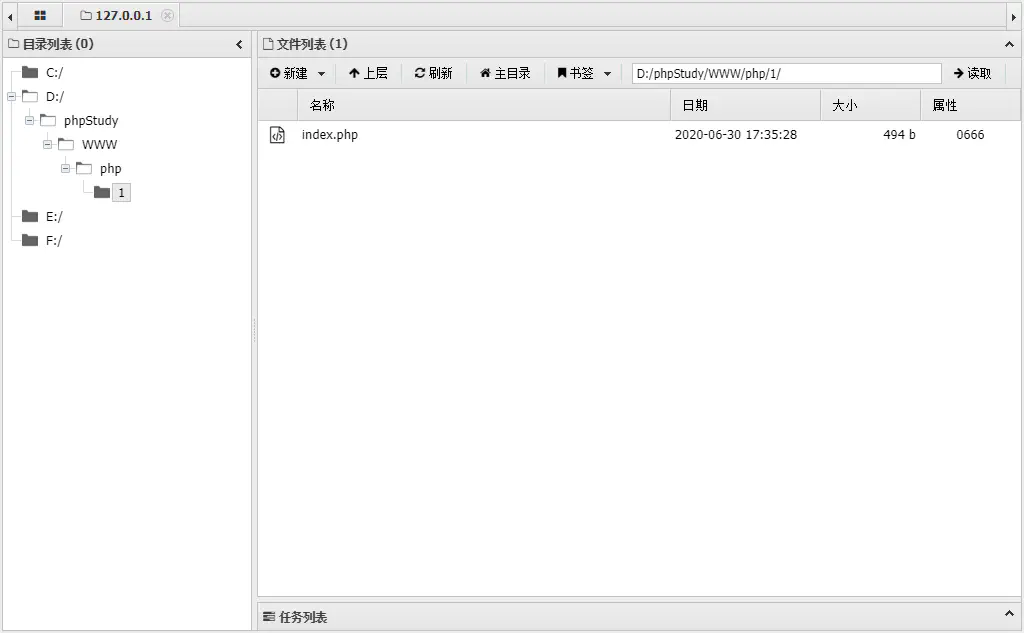 127.0.0.1
目录列表 (0)
C:/
D:/
phpStudy
WWW
php
1
E:/
F:/
文件列表 (1)
新建 上层 刷新 主目录 书签 D:/phpStudy/WWW/php/1/ 读取
名称 日期 大小 属性
index.php 2020-06-30 17:35:28 494 b 0666
任务列表